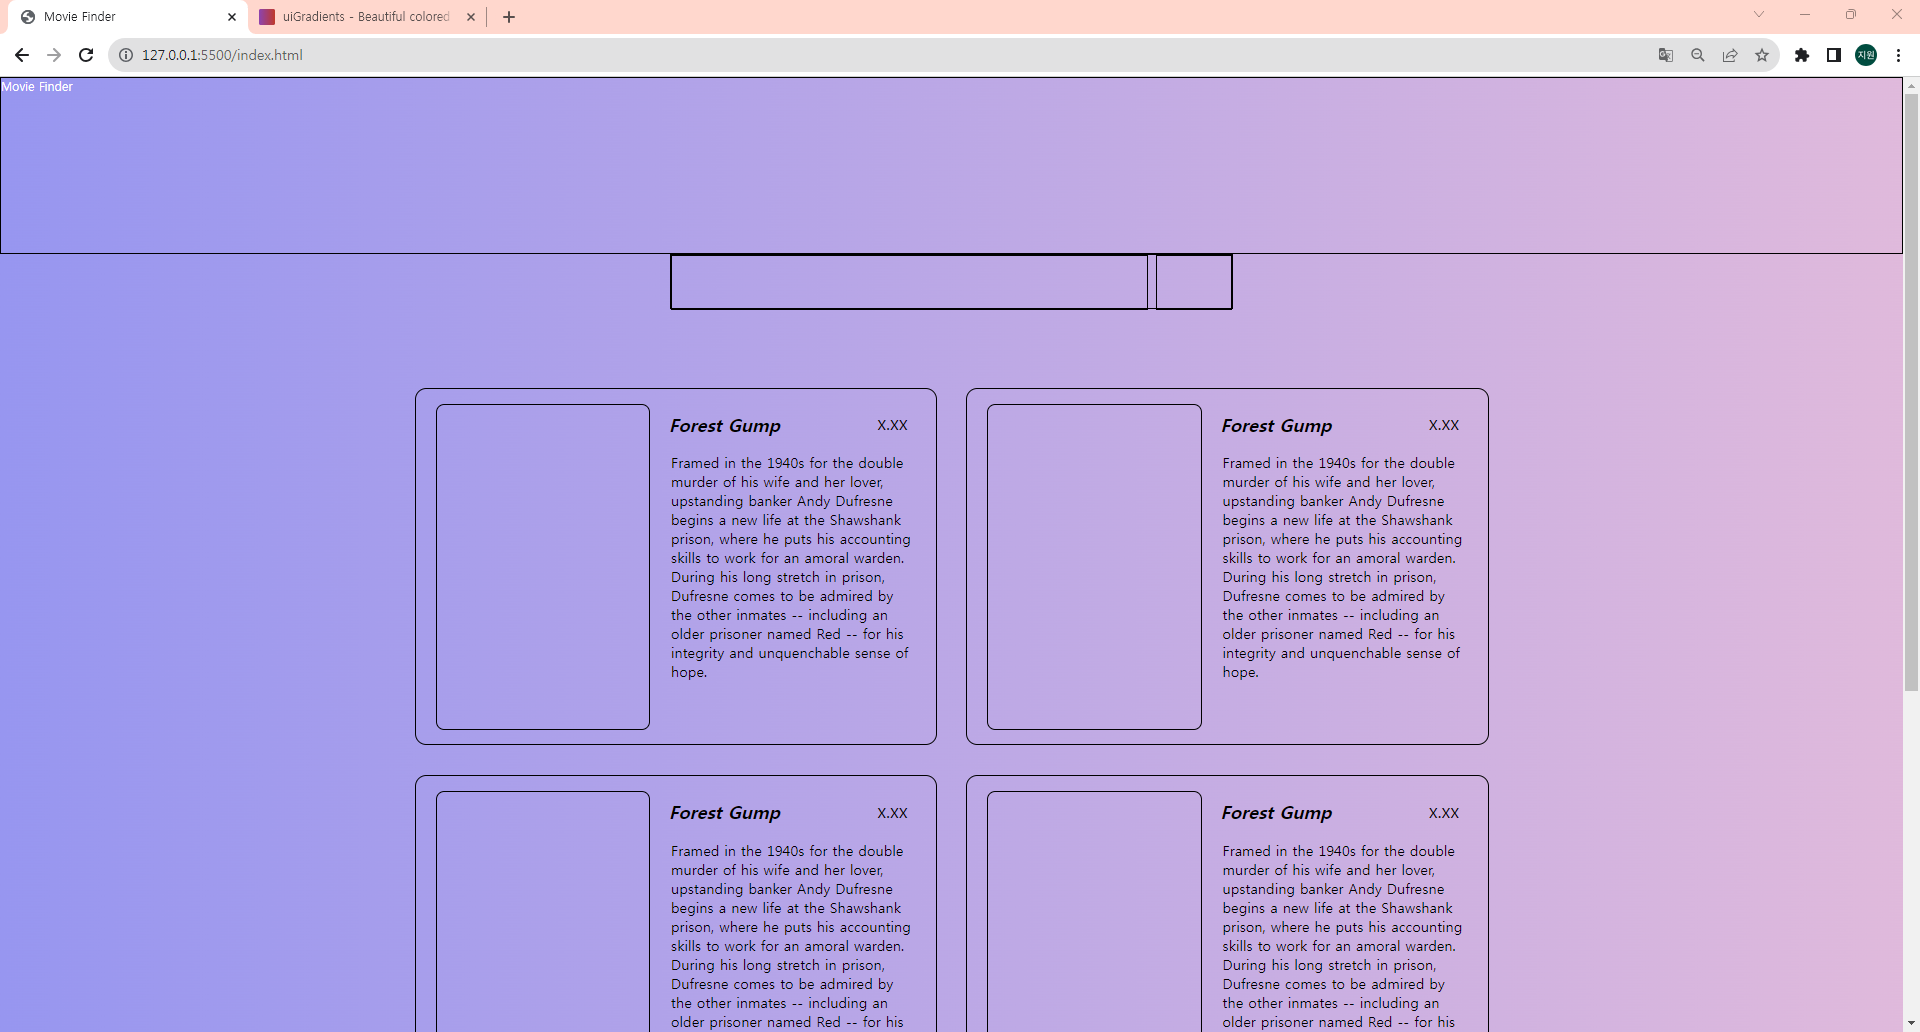 Movie Finder
uiGradients - Beautiful colored
127.0.0.1:5500/index.html
지원
Movie Finder
Forest Gump X.XX
Framed in the 1940s for the double
murder of his wife and her lover,
upstanding banker Andy Dufresne
begins a new life at the Shawshank
prison, where he puts his accounting
skills to work for an amoral warden.
During his long stretch in prison,
Dufresne comes to be admired by
the other inmates -- including an
older prisoner named Red -- for his
integrity and unquenchable sense of
hope.
Forest Gump X.XX
Framed in the 1940s for the double
murder of his wife and her lover,
upstanding banker Andy Dufresne
begins a new life at the Shawshank
prison, where he puts his accounting
skills to work for an amoral warden.
During his long stretch in prison,
Dufresne comes to be admired by
the other inmates -- including an
older prisoner named Red -- for his
integrity and unquenchable sense of
hope.
Forest Gump X.XX
Framed in the 1940s for the double
murder of his wife and her lover,
upstanding banker Andy Dufresne
begins a new life at the Shawshank
prison, where he puts his accounting
skills to work for an amoral warden.
During his long stretch in prison,
Dufresne comes to be admired by
the other inmates -- including an
older prisoner named Red -- for his
Forest Gump X.XX
Framed in the 1940s for the double
murder of his wife and her lover,
upstanding banker Andy Dufresne
begins a new life at the Shawshank
prison, where he puts his accounting
skills to work for an amoral warden.
During his long stretch in prison,
Dufresne comes to be admired by
the other inmates -- including an
older prisoner named Red -- for his